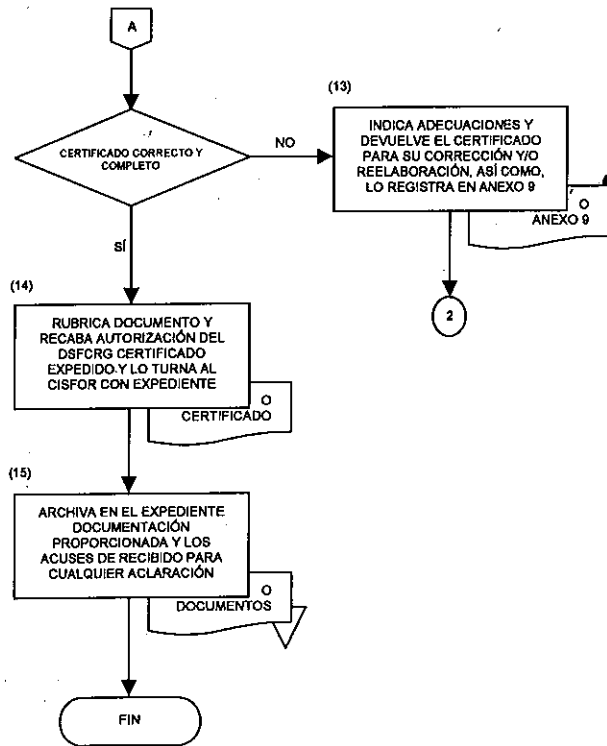 A
CERTIFICADO CORRECTO Y
COMPLETO
NO
(13)
INDICA ADECUACIONES Y
DEVUELVE EL CERTIFICADO
PARA SU CORRECCIÓN Y/O
REELABORACIÓN, ASÍ COMO,
LO REGISTRA EN ANEXO 9
O
ANEXO 9
2
SÍ
(14)
RUBRICA DOCUMENTO Y
RECABA AUTORIZACIÓN DEL
DSFCRG CERTIFICADO
EXPEDIDO Y LO TURNA AL
CISFOR CON EXPEDIENTE
O
CERTIFICADO
(15)
ARCHIVA EN EL EXPEDIENTE
DOCUMENTACIÓN
PROPORCIONADA Y LOS
ACUSES DE RECIBIDO PARA
CUALQUIER ACLARACIÓN
O
DOCUMENTOS
FIN